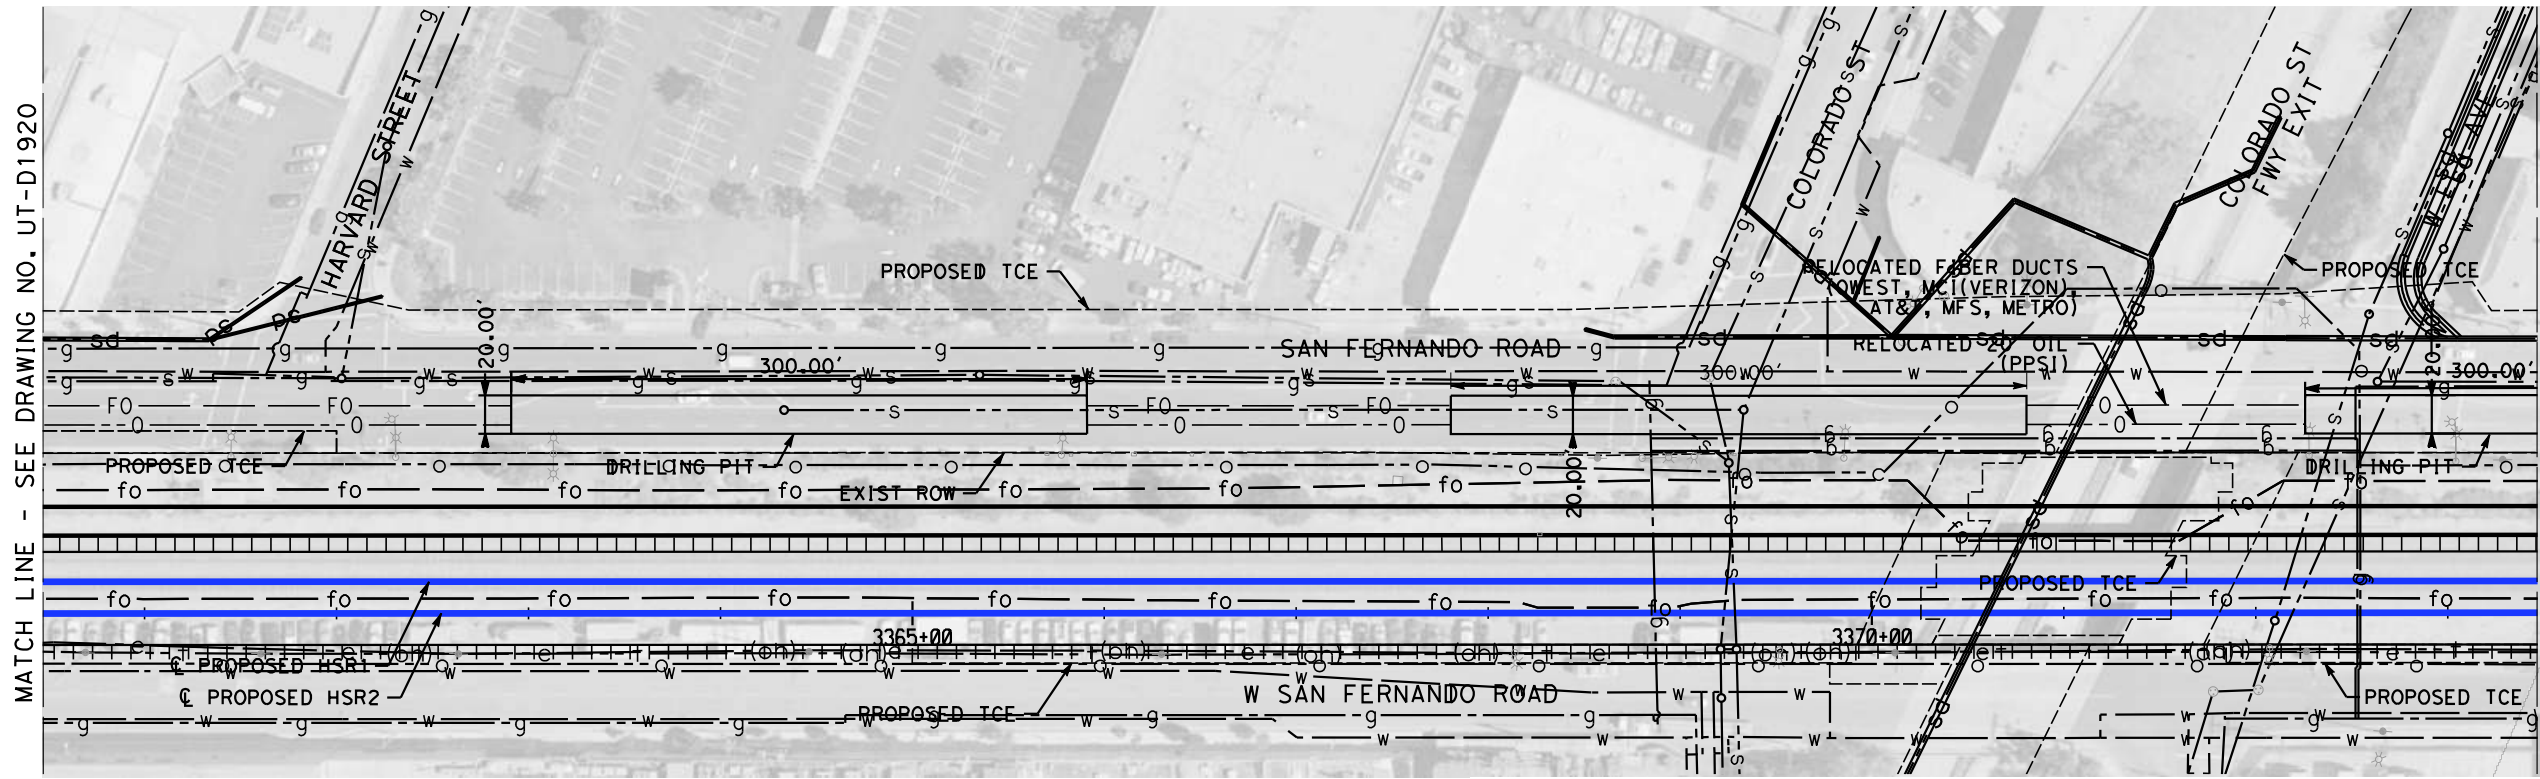 MATCH LINE - SEE DRAWING NO. UT-D1920
HARVARD STREET
COLORADO ST
COLORADO ST
FWY EXIT
PROPOSED TCE
RELOCATED FIBER DUCTS
(QWEST, MCI(VERIZON),
AT&T, MFS, METRO)
PROPOSED TCE
SAN FERNANDO ROAD
RELOCATED 20" OIL
(PPSI)
20.00'
300.00'
300.00'
20.00'
300.00'
20.00'
PROPOSED TCE
DRILLING PIT
EXIST ROW
DRILLING PIT
PROPOSED TCE
3365+00
3370+00
℄ PROPOSED HSR1
℄ PROPOSED HSR2
PROPOSED TCE
W SAN FERNANDO ROAD
PROPOSED TCE